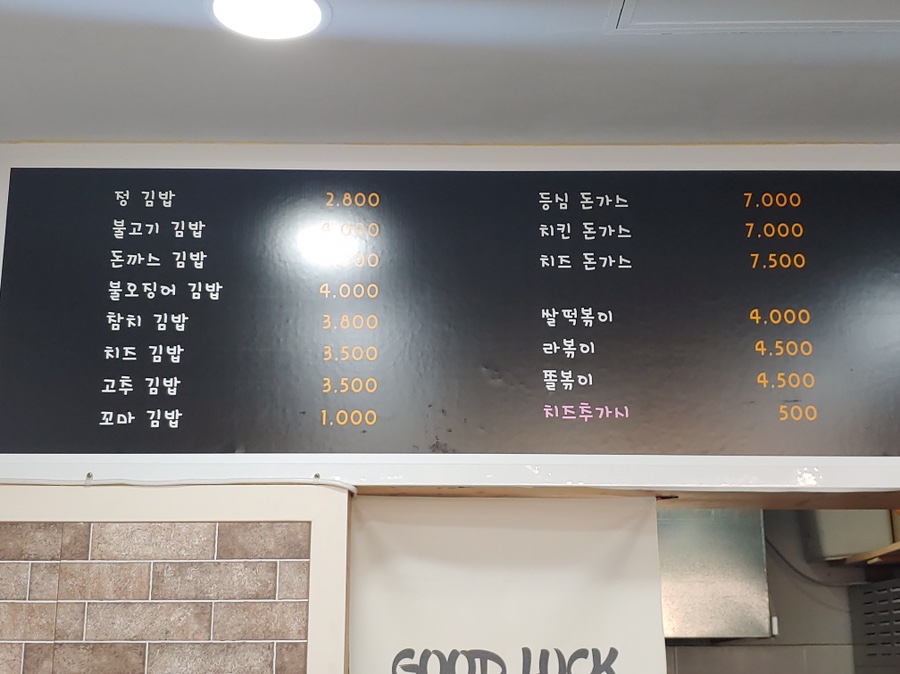 정 김밥 2.800
불고기 김밥 4.000
돈까스 김밥
불오징어 김밥 4.000
참치 김밥 3.800
치즈 김밥 3.500
고추 김밥 3.500
꼬마 김밥 1.000
등심 돈가스 7.000
치킨 돈가스 7.000
치즈 돈가스 7.500
쌀떡볶이 4.000
라볶이 4.500
쫄볶이 4.500
치즈추가시 500
GOOD LUCK